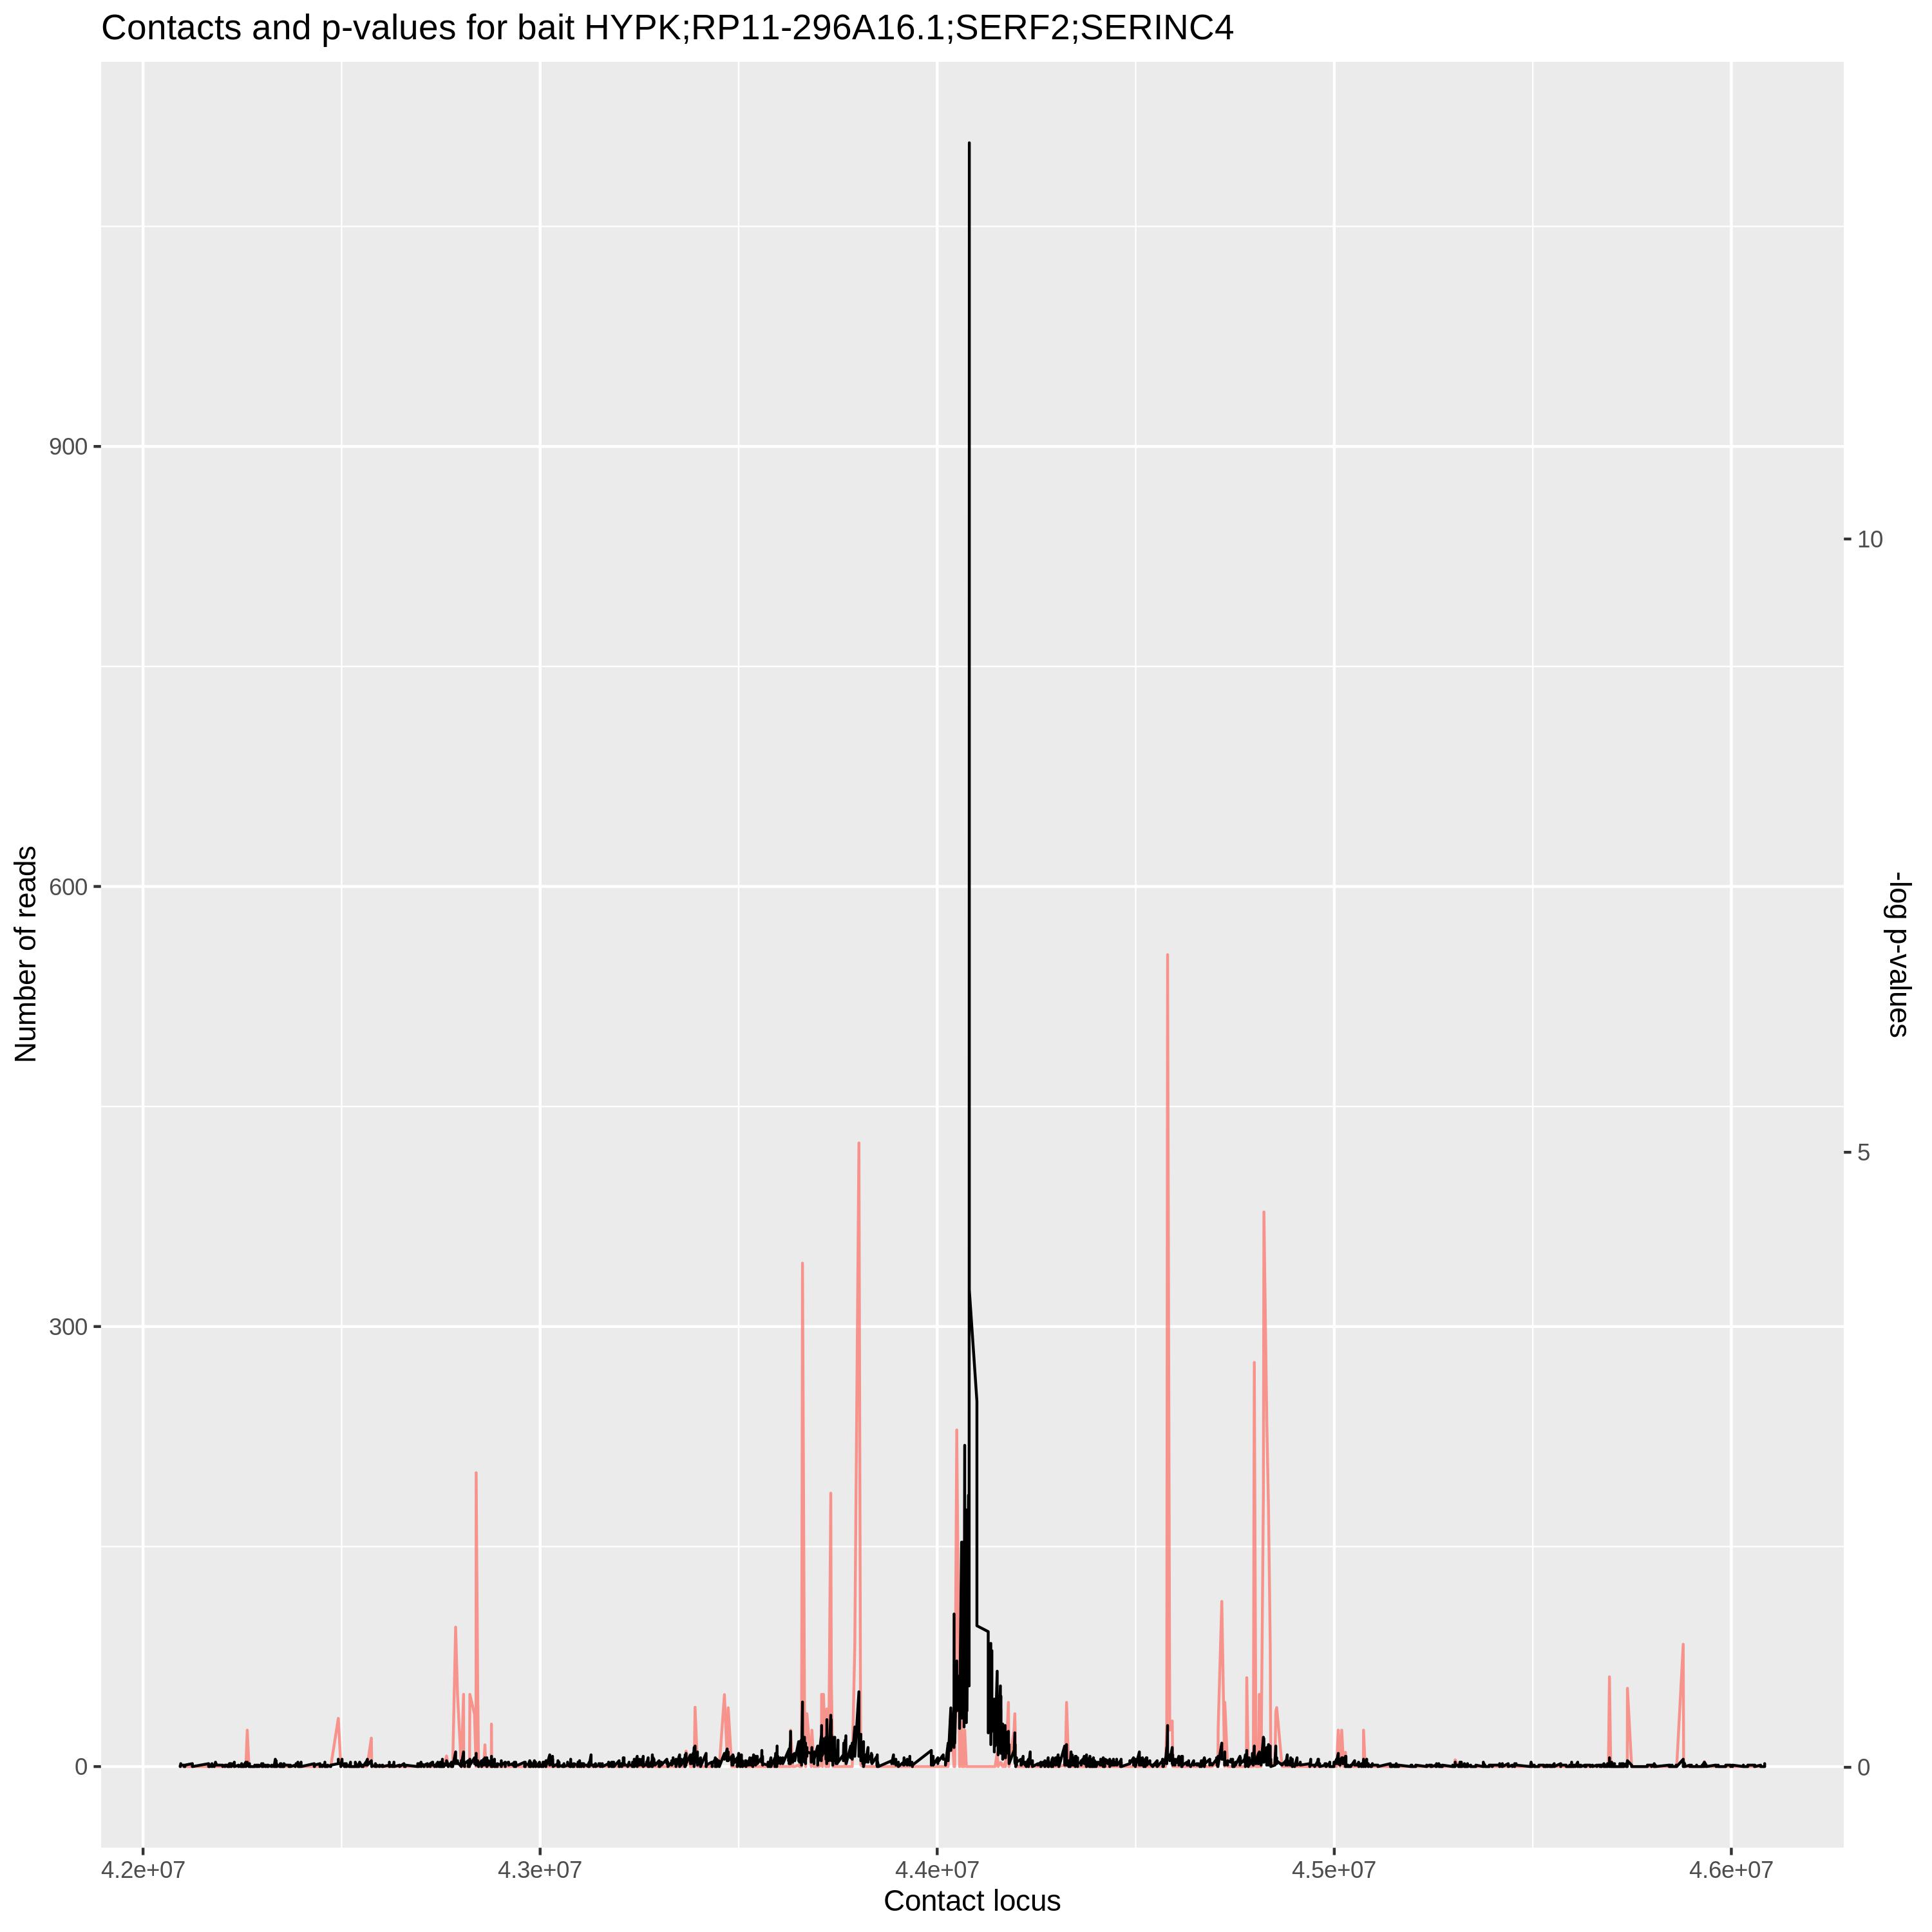 Contacts and p-values for bait HYPK;RP11-296A16.1;SERF2;SERINC4
Number of reads
900
600
300
0
10
5
0
-log p-values
4.2e+07 4.3e+07 4.4e+07 4.5e+07 4.6e+07
Contact locus